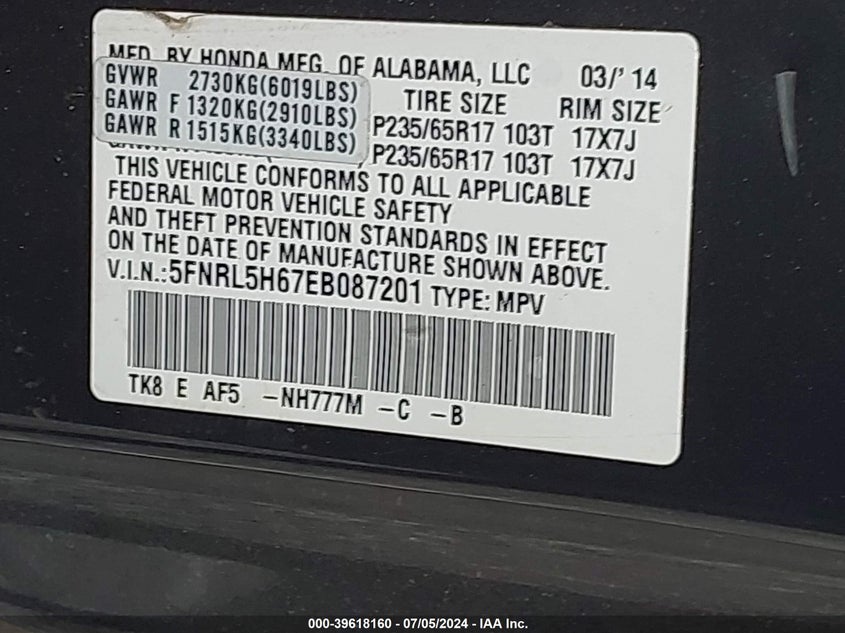 MFD. BY HONDA MFG. OF ALABAMA, LLC 03/' 14
GVWR 2730KG(6019LBS) TIRE SIZE RIM SIZE
GAWR F 1320KG(2910LBS) P235/65R17 103T 17X7J
GAWR R 1515KG(3340LBS) P235/65R17 103T 17X7J
THIS VEHICLE CONFORMS TO ALL APPLICABLE
FEDERAL MOTOR VEHICLE SAFETY
AND THEFT PREVENTION STANDARDS IN EFFECT
ON THE DATE OF MANUFACTURE SHOWN ABOVE.
V.I.N.:5FNRL5H67EB087201 TYPE: MPV
TK8 E AF5 -NH777M -C -B
000-39618160 - 07/05/2024 - IAA Inc.